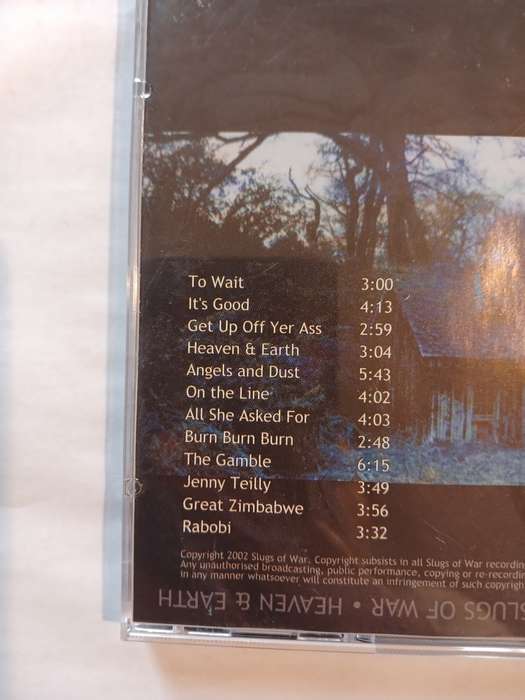 To Wait 3:00
It's Good 4:13
Get Up Off Yer Ass 2:59
Heaven & Earth 3:04
Angels and Dust 5:43
On the Line 4:02
All She Asked For 4:03
Burn Burn Burn 2:48
The Gamble 6:15
Jenny Teilly 3:49
Great Zimbabwe 3:56
Rabobi 3:32
Copyright 2002 Slugs of War. Copyright subsists in all Slugs of War
Any unauthorised broadcasting, public performance, copying or
in any manner whatsoever will constitute an infringement of such
SLUGS OF WAR • HEAVEN & EARTH